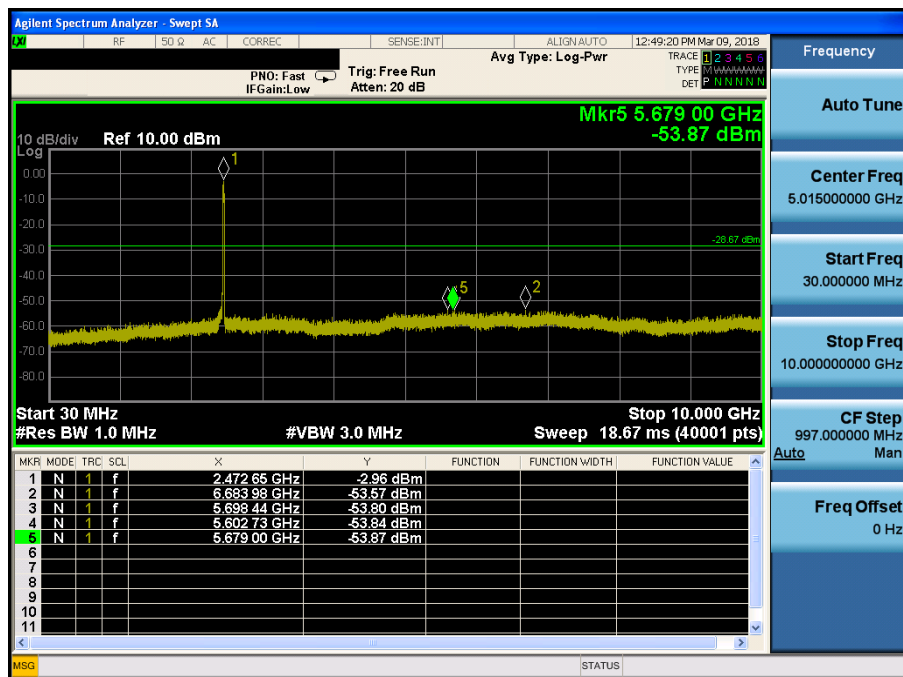 Agilent Spectrum Analyzer - Swept SA
LXI RF 50 Ω AC CORREC SENSE:INT ALIGN AUTO 12:49:20 PM Mar 09, 2018
Avg Type: Log-Pwr TRACE 1 2 3 4 5 6
PNO: Fast Trig: Free Run TYPE M WWWWW
IFGain:Low Atten: 20 dB DET P N N N N N
Mkr5 5.679 00 GHz
10 dB/div Ref 10.00 dBm -53.87 dBm
Log
1
0.00
-10.0
-20.0
-28.67 dBm
-30.0
-40.0
5 2
-50.0
-60.0
-70.0
-80.0
Start 30 MHz Stop 10.000 GHz
#Res BW 1.0 MHz #VBW 3.0 MHz Sweep 18.67 ms (40001 pts)
MKR MODE TRC SCL X Y FUNCTION FUNCTION WIDTH FUNCTION VALUE
1 N 1 f 2.472 65 GHz -2.96 dBm
2 N 1 f 6.683 98 GHz -53.57 dBm
3 N 1 f 5.698 44 GHz -53.80 dBm
4 N 1 f 5.602 73 GHz -53.84 dBm
5 N 1 f 5.679 00 GHz -53.87 dBm
6
7
8
9
10
11
MSG STATUS
Frequency
Auto Tune
Center Freq
5.015000000 GHz
Start Freq
30.000000 MHz
Stop Freq
10.000000000 GHz
CF Step
997.000000 MHz
Auto Man
Freq Offset
0 Hz